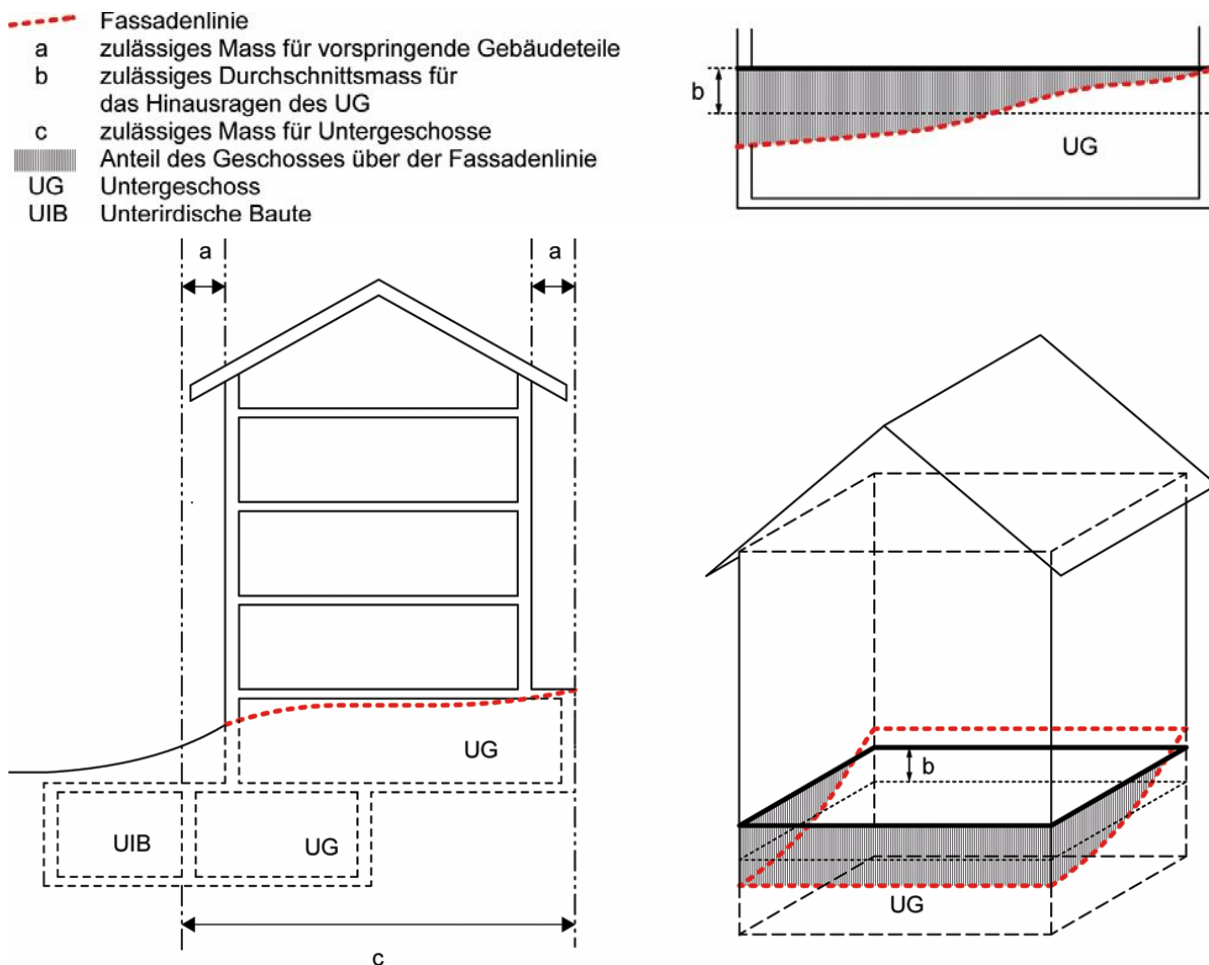 Fassadenlinie
a zulässiges Mass für vorspringende Gebäudeteile
b zulässiges Durchschnittsmass für
das Hinausragen des UG
c zulässiges Mass für Untergeschosse
Anteil des Geschosses über der Fassadenlinie
UG Untergeschoss
UIB Unterirdische Baute
b
UG
a
a
UG
UIB
UG
c
b
UG